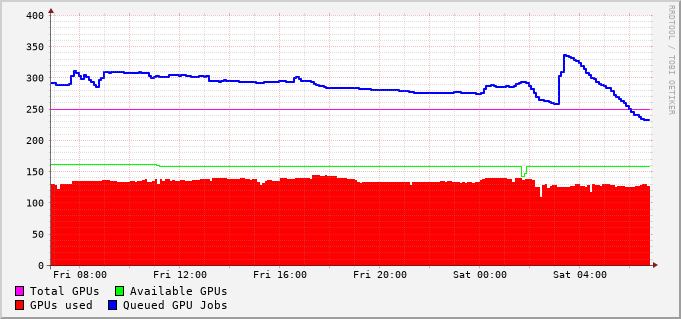 RRDTOOL / TOBI OETIKER
400
350
300
250
200
150
100
50
0
Fri 08:00 Fri 12:00 Fri 16:00 Fri 20:00 Sat 00:00 Sat 04:00
Total GPUs Available GPUs
GPUs used Queued GPU Jobs